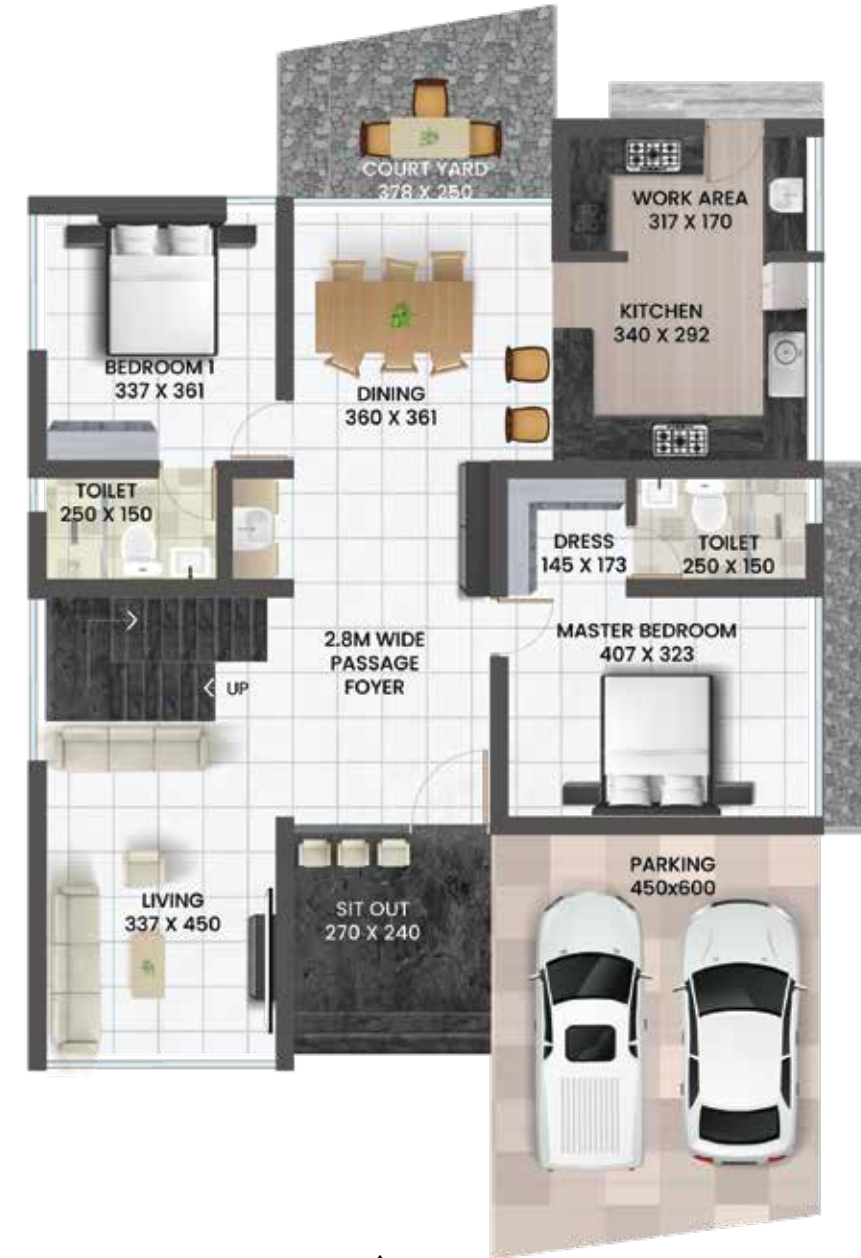 COURT YARD
378 X 250
WORK AREA
317 X 170
KITCHEN
340 X 292
BEDROOM 1
337 X 361
DINING
360 X 361
TOILET
250 X 150
DRESS
145 X 173
TOILET
250 X 150
2.8M WIDE
PASSAGE
FOYER
MASTER BEDROOM
407 X 323
UP
PARKING
450x600
LIVING
337 X 450
SIT OUT
270 X 240